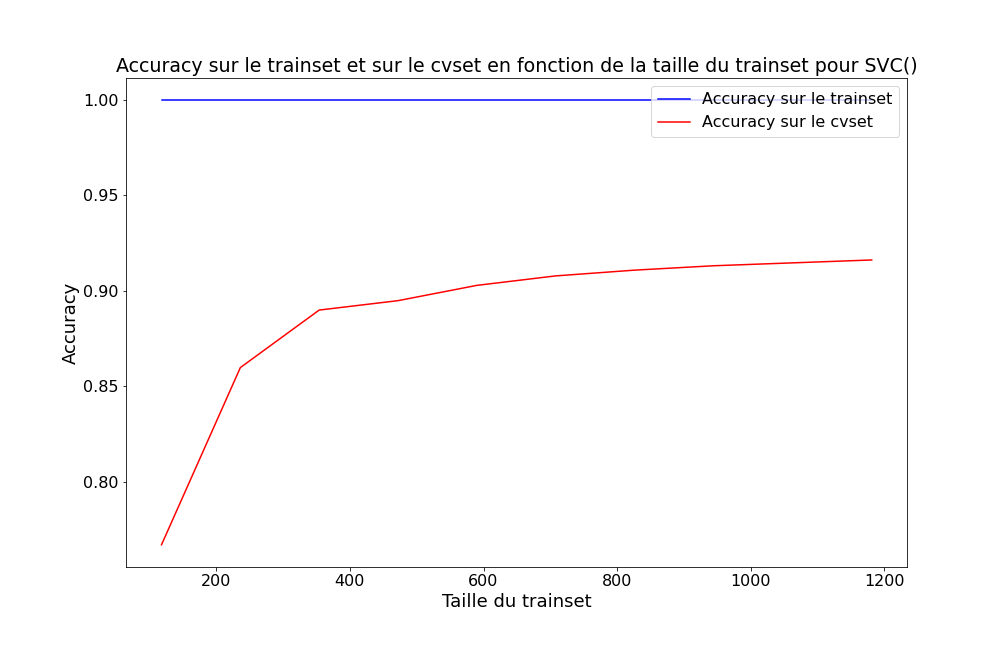 Accuracy sur le trainset et sur le cvset en fonction de la taille du trainset pour SVC()
Accuracy sur le trainset
Accuracy sur le cvset
1.00
0.95
0.90
0.85
0.80
Accuracy
200 400 600 800 1000 1200
Taille du trainset